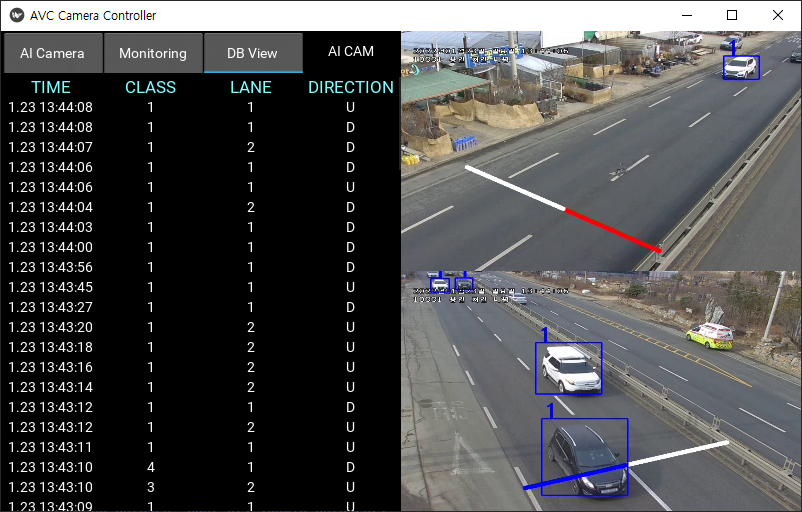 AVC Camera Controller
AI Camera Monitoring DB View AI CAM
TIME CLASS LANE DIRECTION
1.23 13:44:08 1 1 U
1.23 13:44:08 1 1 D
1.23 13:44:07 1 2 D
1.23 13:44:06 1 1 D
1.23 13:44:06 1 1 U
1.23 13:44:04 1 2 D
1.23 13:44:03 1 1 D
1.23 13:44:00 1 1 D
1.23 13:43:56 1 1 D
1.23 13:43:45 1 1 U
1.23 13:43:27 1 1 D
1.23 13:43:20 1 2 U
1.23 13:43:18 1 2 U
1.23 13:43:16 1 2 U
1.23 13:43:14 1 2 U
1.23 13:43:12 1 1 D
1.23 13:43:12 1 2 U
1.23 13:43:11 1 1 U
1.23 13:43:10 4 1 D
1.23 13:43:10 3 2 U
1.23 13:43:09 1 1 U
1
1
1